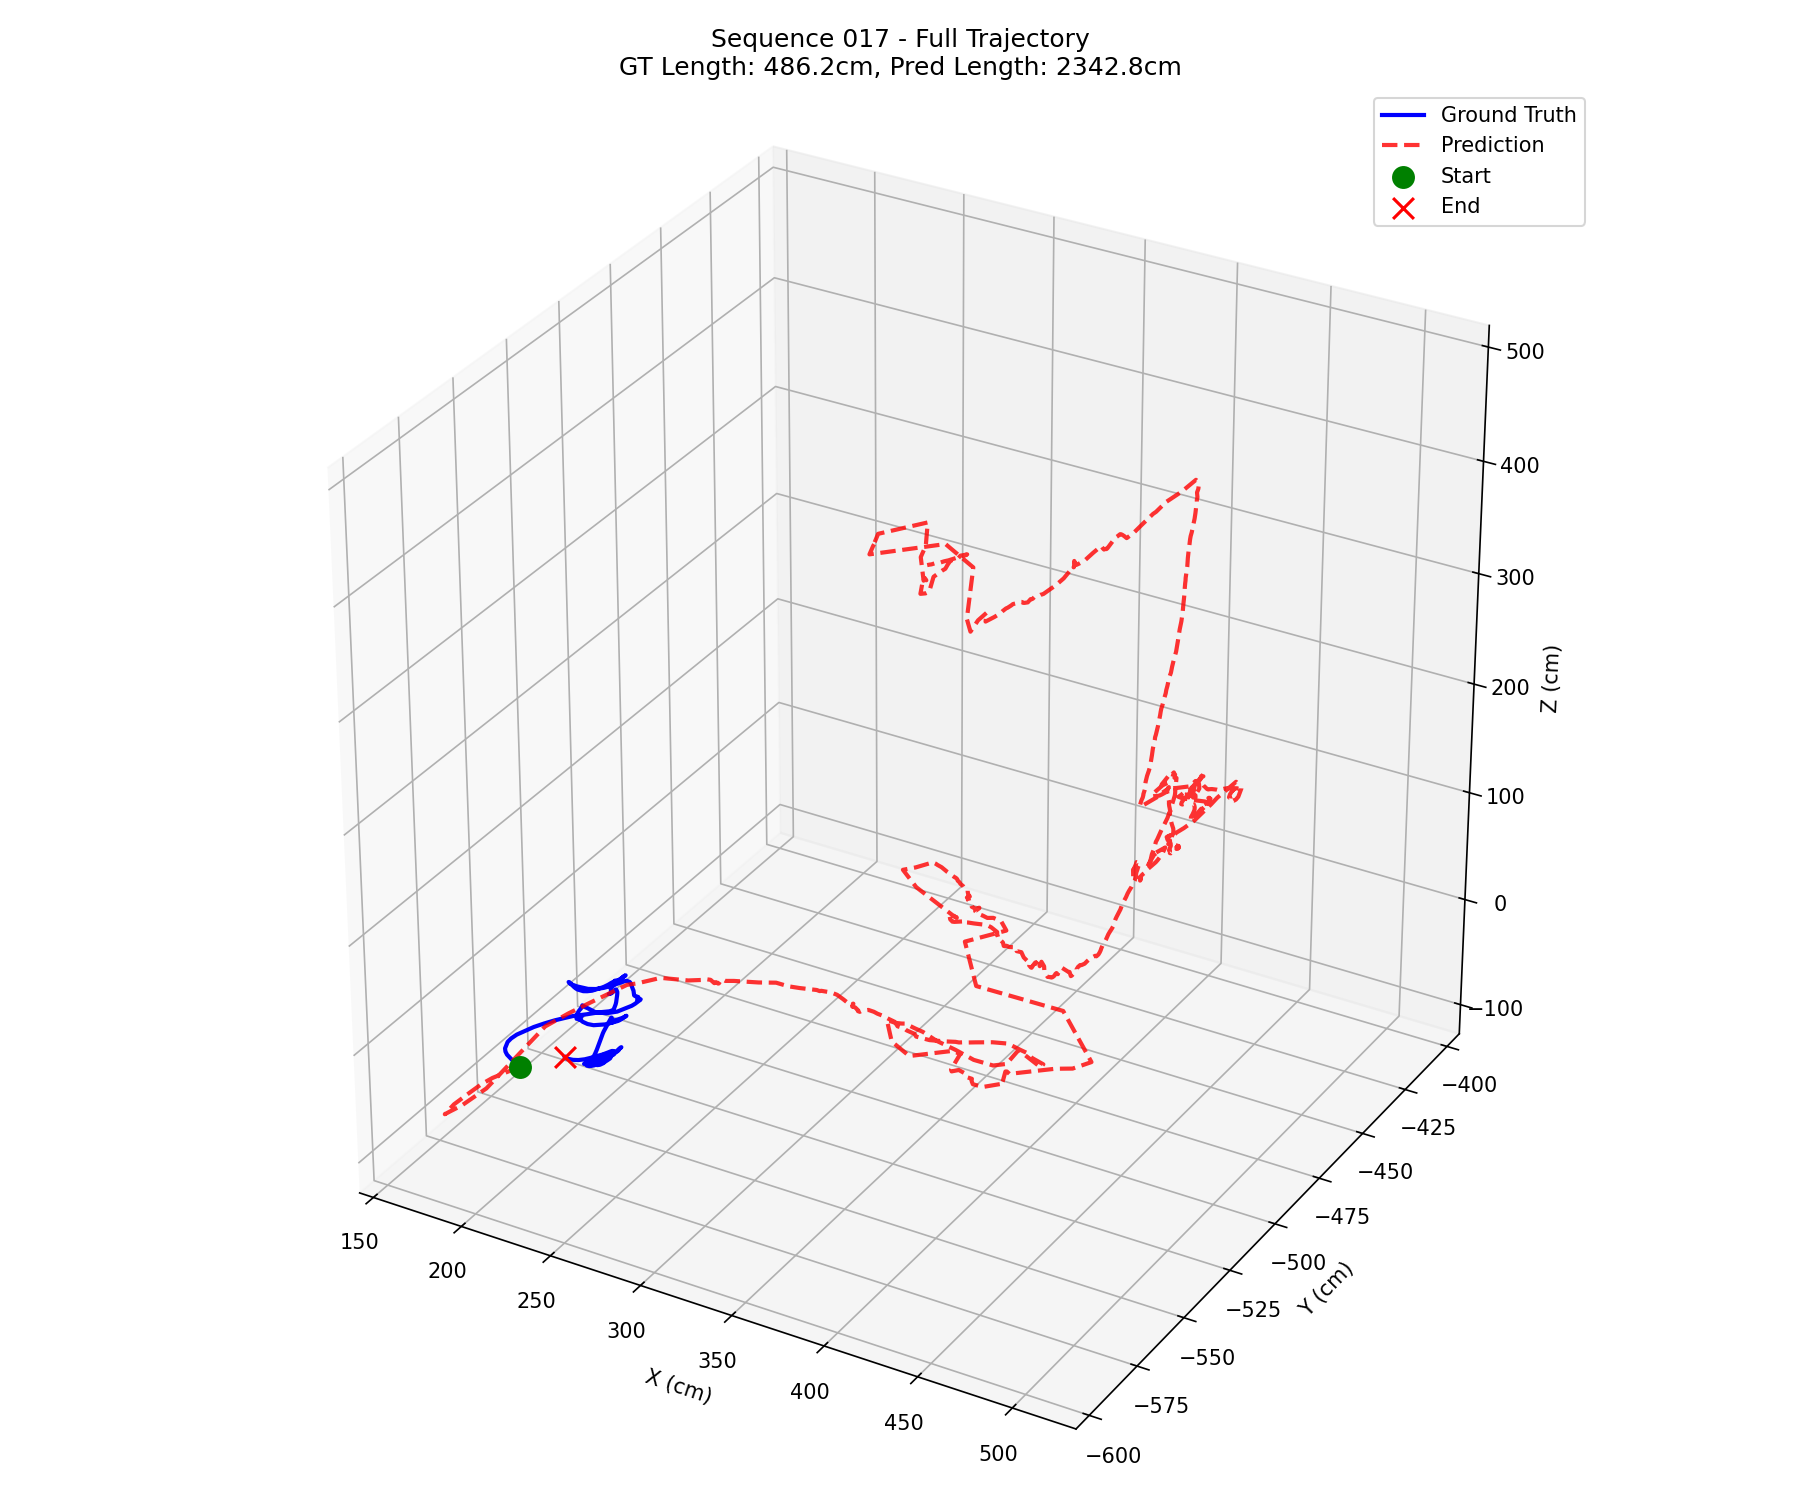 Sequence 017 - Full Trajectory
GT Length: 486.2cm, Pred Length: 2342.8cm
Ground Truth
Prediction
Start
End
500
400
300
200
100
0
−100
Z (cm)
−400
−425
−450
−475
−500
−525
−550
−575
−600
Y (cm)
150
200
250
300
350
400
450
500
X (cm)